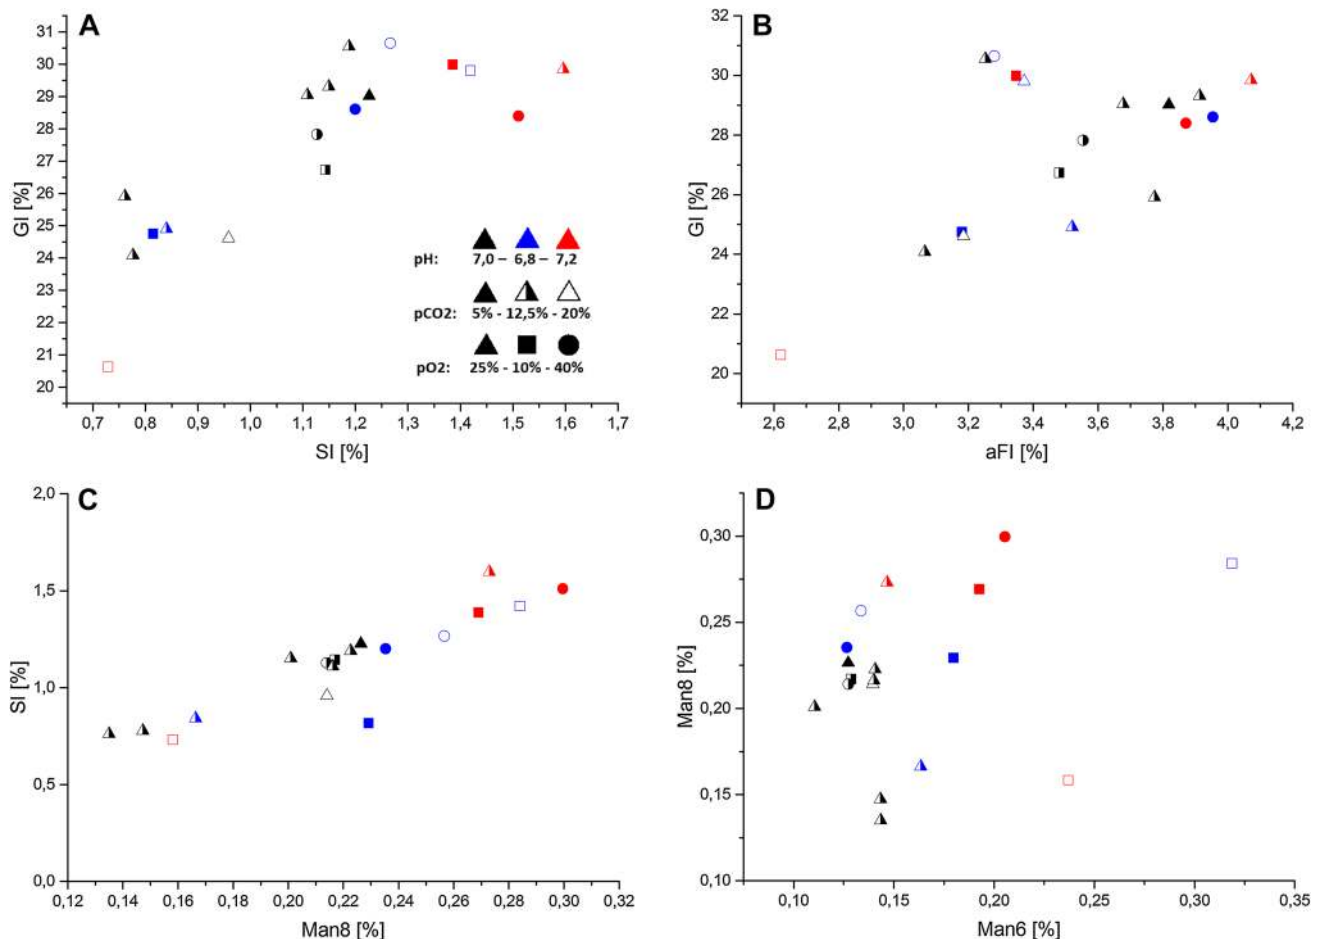 A
GI [%]
31
30
29
28
27
26
25
24
23
22
21
20
0,7 0,8 0,9 1,0 1,1 1,2 1,3 1,4 1,5 1,6 1,7
SI [%]
pH: 7,0 – 6,8 – 7,2
pCO2: 5% - 12,5% - 20%
pO2: 25% - 10% - 40%
B
GI [%]
32
30
28
26
24
22
20
2,6 2,8 3,0 3,2 3,4 3,6 3,8 4,0 4,2
aFI [%]
C
SI [%]
2,0
1,5
1,0
0,5
0,0
0,12 0,14 0,16 0,18 0,20 0,22 0,24 0,26 0,28 0,30 0,32
Man8 [%]
D
Man8 [%]
0,30
0,25
0,20
0,15
0,10
0,10 0,15 0,20 0,25 0,30 0,35
Man6 [%]